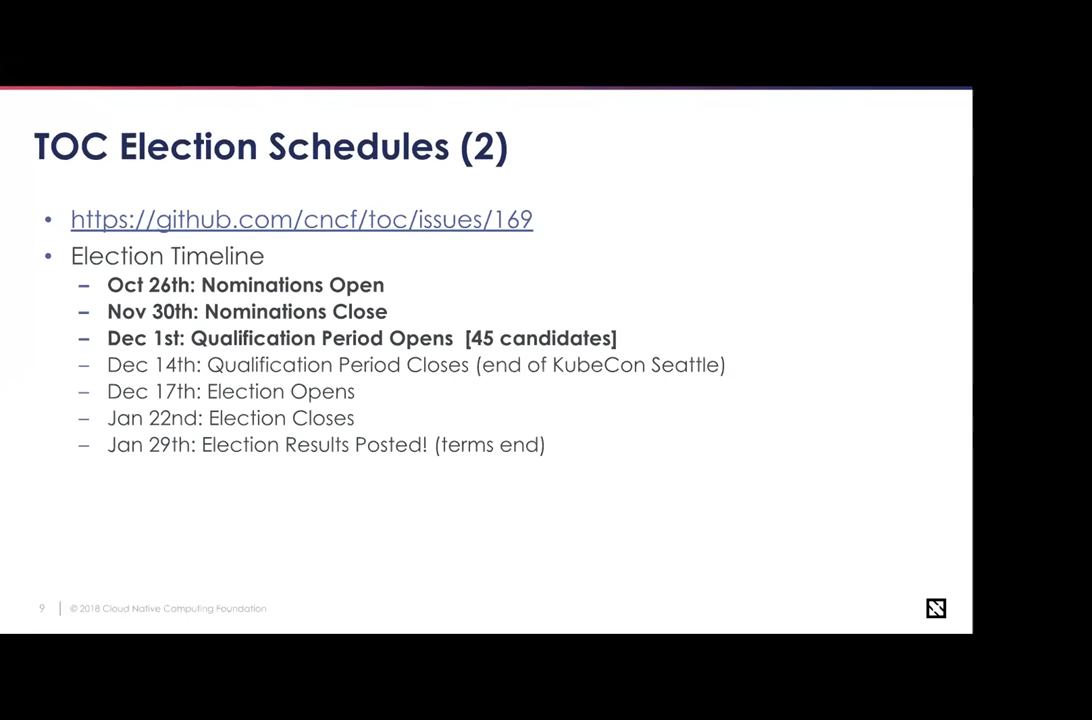 TOC Election Schedules (2)
• https://github.com/cncf/toc/issues/169
• Election Timeline
– Oct 26th: Nominations Open
– Nov 30th: Nominations Close
– Dec 1st: Qualification Period Opens [45 candidates]
– Dec 14th: Qualification Period Closes (end of KubeCon Seattle)
– Dec 17th: Election Opens
– Jan 22nd: Election Closes
– Jan 29th: Election Results Posted! (terms end)
9 | © 2018 Cloud Native Computing Foundation